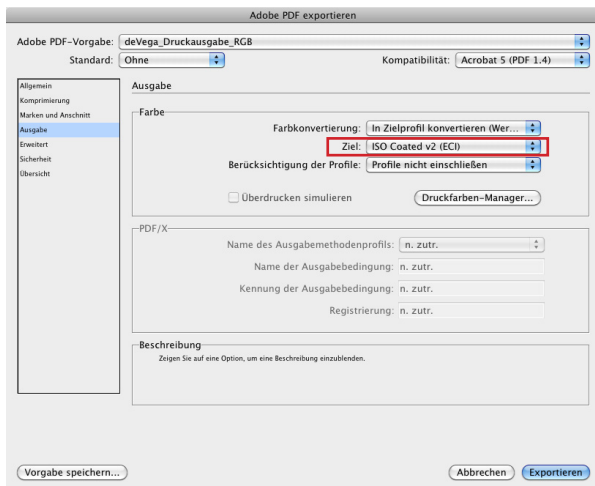 Adobe PDF exportieren
Adobe PDF-Vorgabe: deVega_Druckausgabe_RGB
Standard: Ohne Kompatibilität: Acrobat 5 (PDF 1.4)
Allgemein
Komprimierung
Marken und Anschnitt
Ausgabe
Erweitert
Sicherheit
Übersicht
Ausgabe
Farbe
Farbkonvertierung: In Zielprofil konvertieren (Wer...
Ziel: ISO Coated v2 (ECI)
Berücksichtigung der Profile: Profile nicht einschließen
Überdrucken simulieren Druckfarben-Manager...
PDF/X
Name des Ausgabemethodenprofils: n. zutr.
Name der Ausgabebedingung: n. zutr.
Kennung der Ausgabebedingung: n. zutr.
Registrierung: n. zutr.
Beschreibung
Zeigen Sie auf eine Option, um eine Beschreibung einzublenden.
Vorgabe speichern... Abbrechen Exportieren